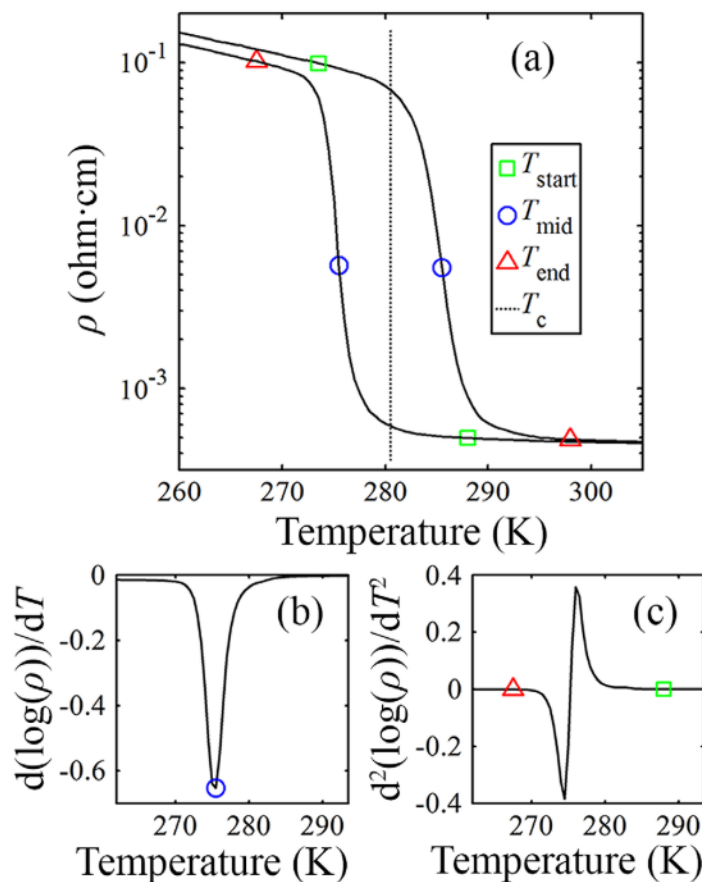 (a)
10⁻¹
10⁻²
10⁻³
ρ (ohm·cm)
T_start
T_mid
T_end
T_c
260 270 280 290 300
Temperature (K)
(b)
0
-0.2
-0.4
-0.6
d(log(ρ))/dT
270 280 290
Temperature (K)
(c)
0.4
0.2
0
-0.2
-0.4
d²(log(ρ))/dT²
270 280 290
Temperature (K)